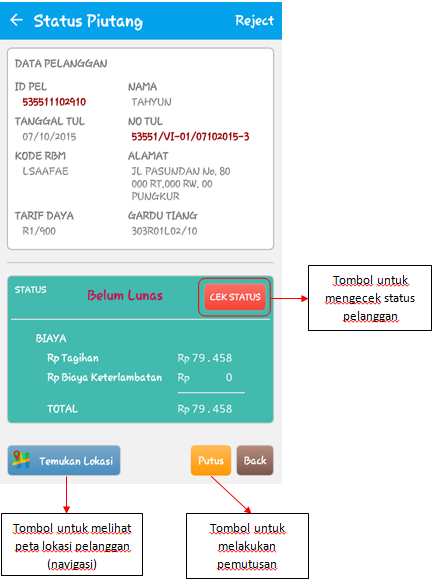 ← Status Piutang Reject
DATA PELANGGAN
ID PEL NAMA
535511102910 TAHYUN
TANGGAL TUL NO TUL
07/10/2015 53551/VI-01/07102015-3
KODE RBM ALAMAT
LSAAFAE JL PASUNDAN No. 80
000 RT.000 RW. 00
PUNGKUR
TARIF DAYA GARDU TIANG
R1/900 303R01L02/10
STATUS Belum Lunas CEK STATUS
BIAYA
Rp Tagihan Rp 79.458
Rp Biaya Keterlambatan Rp 0
TOTAL Rp 79.458
Temukan Lokasi Putus Back
Tombol untuk
mengecek status
pelanggan
Tombol untuk melihat
peta lokasi pelanggan
(navigasi)
Tombol untuk
melakukan
pemutusan